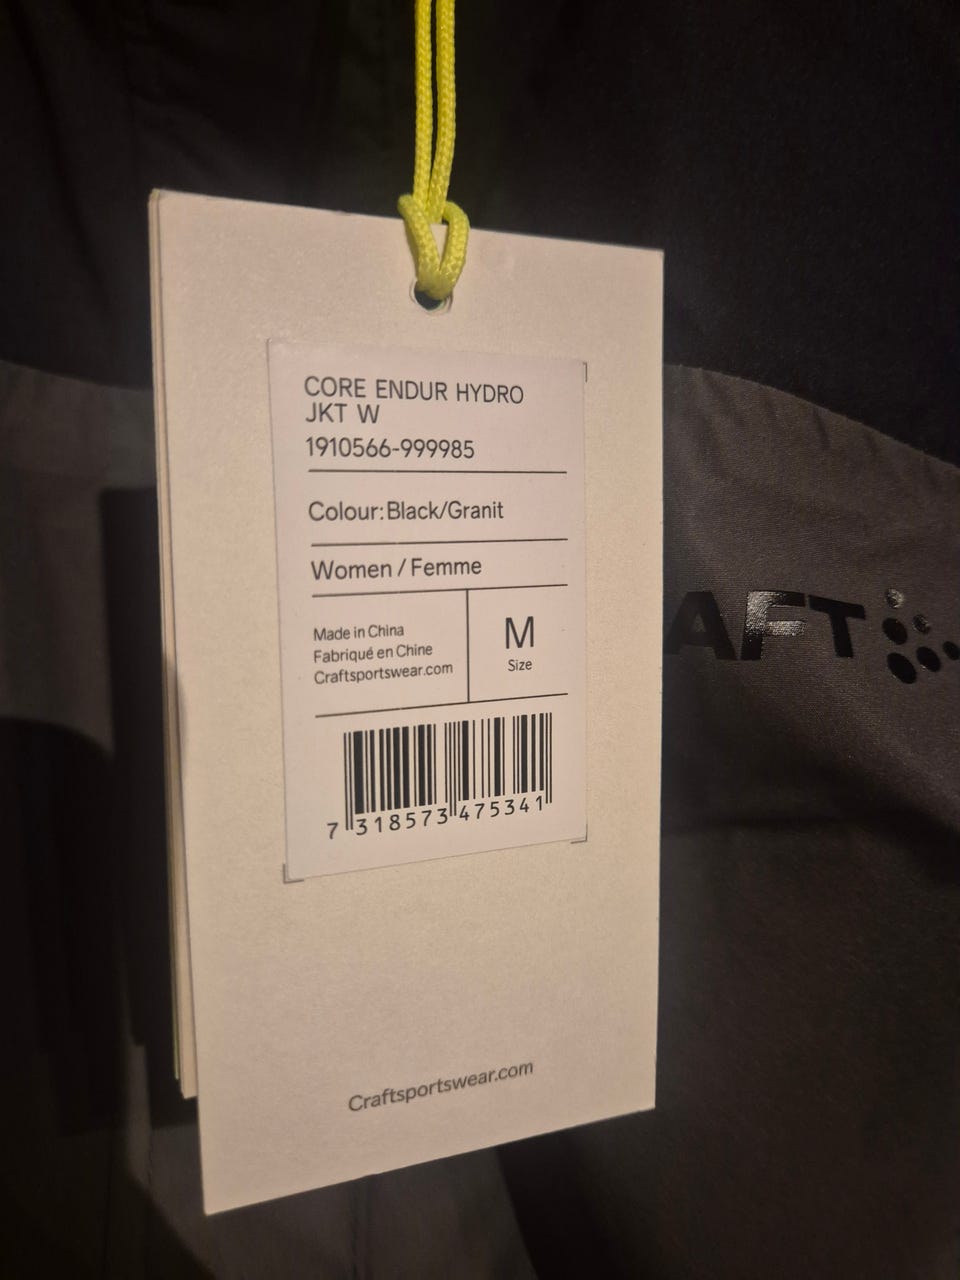 CORE ENDUR HYDRO
JKT W
1910566-999985
Colour: Black/Granit
Women / Femme
Made in China
Fabriqué en Chine
Craftsportswear.com
M
Size
7 318573 475341
Craftsportswear.com
AFT